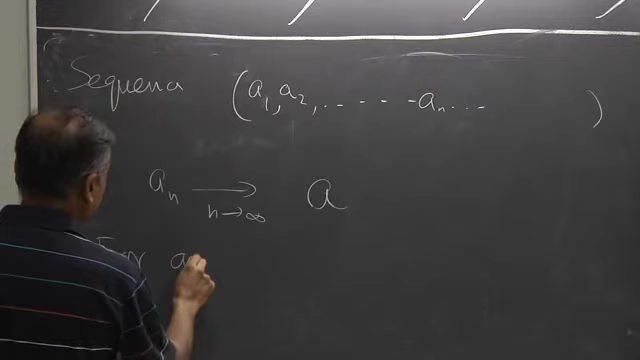 Sequence (a₁, a₂, ..... -aₙ... )
aₙ → a
n→∞
For a